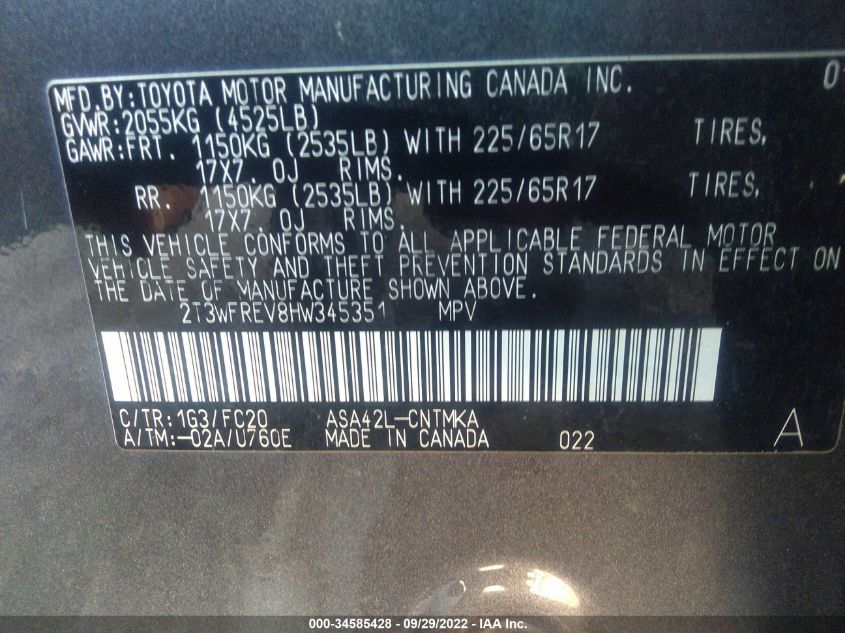 MFD.BY:TOYOTA MOTOR MANUFACTURING CANADA INC.
GVWR:2055KG (4525LB)
GAWR:FRT. 1150KG (2535LB) WITH 225/65R17 TIRES,
17X7. 0J RIMS.
RR. 1150KG (2535LB) WITH 225/65R17 TIRES,
17X7. 0J RIMS.
THIS VEHICLE CONFORMS TO ALL APPLICABLE FEDERAL MOTOR
VEHICLE SAFETY AND THEFT PREVENTION STANDARDS IN EFFECT ON
THE DATE OF MANUFACTURE SHOWN ABOVE.
2T3WFREV8HW345351 MPV
C/TR:1G3/FC20 ASA42L-CNTMKA
A/TM:-02A/U760E MADE IN CANADA 022 A
000-34585428 - 09/29/2022 - IAA Inc.